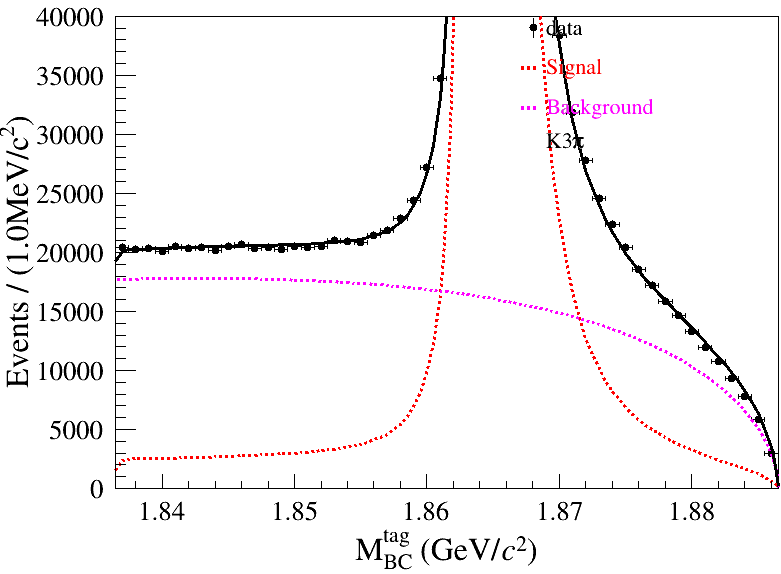 40000
35000
30000
25000
20000
15000
10000
5000
0
Events / (1.0MeV/c²)
data
Signal
Background
K3π
1.84
1.85
1.86
1.87
1.88
M_BC^tag (GeV/c²)